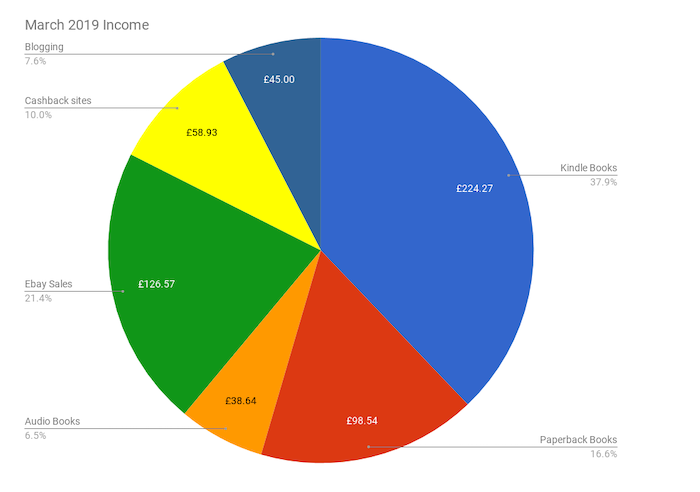 March 2019 Income
Blogging
7.6%
£45.00
Cashback sites
10.0%
£58.93
Kindle Books
37.9%
£224.27
Ebay Sales
21.4%
£126.57
Audio Books
6.5%
£38.64
£98.54
Paperback Books
16.6%